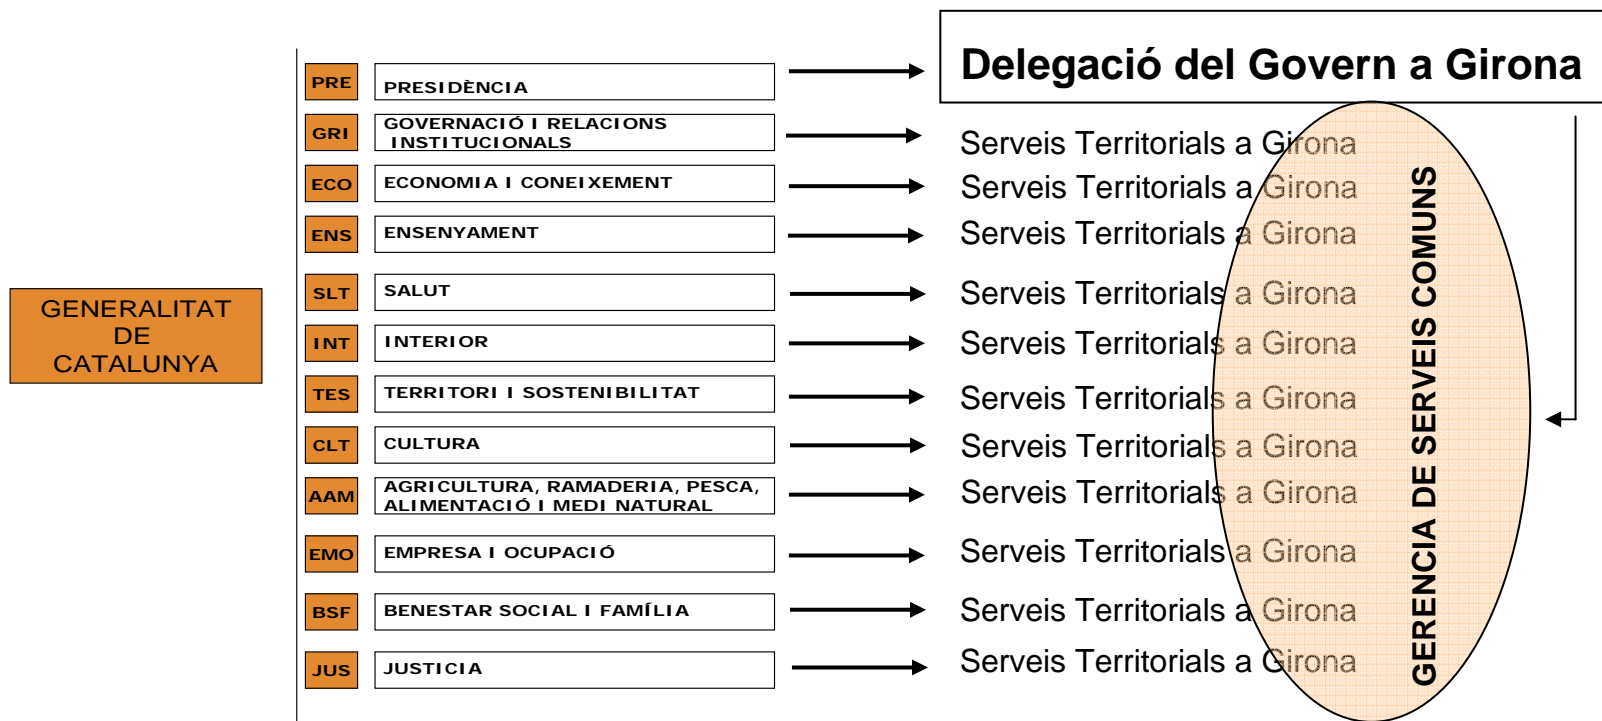 GENERALITAT
DE
CATALUNYA
PRE
PRESIDÈNCIA
Delegació del Govern a Girona
GRI
GOVERNACIÓ I RELACIONS
INSTITUCIONALS
Serveis Territorials a Girona
ECO
ECONOMIA I CONEIXEMENT
Serveis Territorials a Girona
ENS
ENSENYAMENT
Serveis Territorials a Girona
SLT
SALUT
Serveis Territorials a Girona
INT
INTERIOR
Serveis Territorials a Girona
TES
TERRITORI I SOSTENIBILITAT
Serveis Territorials a Girona
CLT
CULTURA
Serveis Territorials a Girona
AAM
AGRICULTURA, RAMADERIA, PESCA,
ALIMENTACIÓ I MEDI NATURAL
Serveis Territorials a Girona
EMO
EMPRESA I OCUPACIÓ
Serveis Territorials a Girona
BSF
BENESTAR SOCIAL I FAMÍLIA
Serveis Territorials a Girona
JUS
JUSTICIA
Serveis Territorials a Girona
GERENCIA DE SERVEIS COMUNS